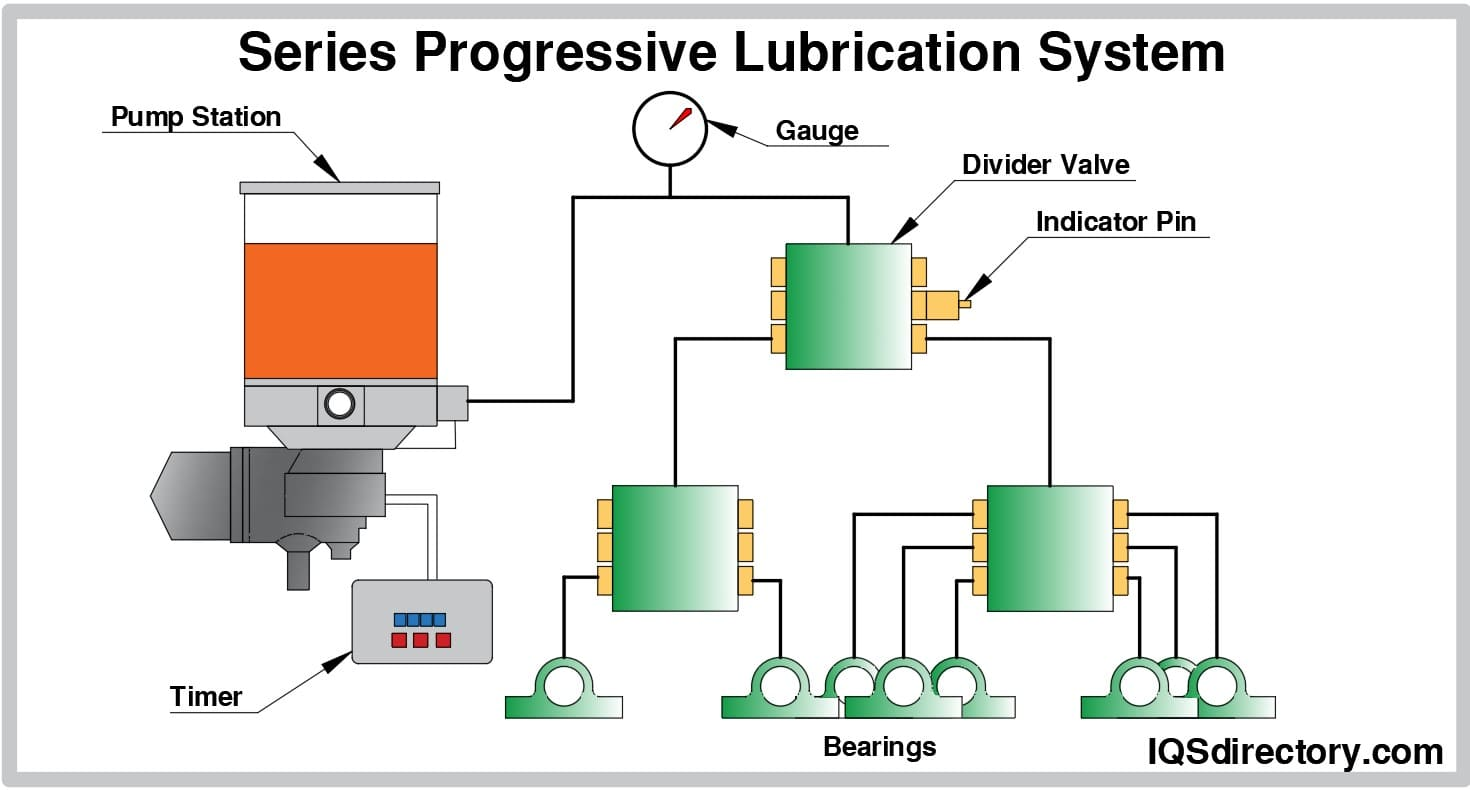 Series Progressive Lubrication System
Pump Station
Gauge
Divider Valve
Indicator Pin
Timer
Bearings
IQSdirectory.com